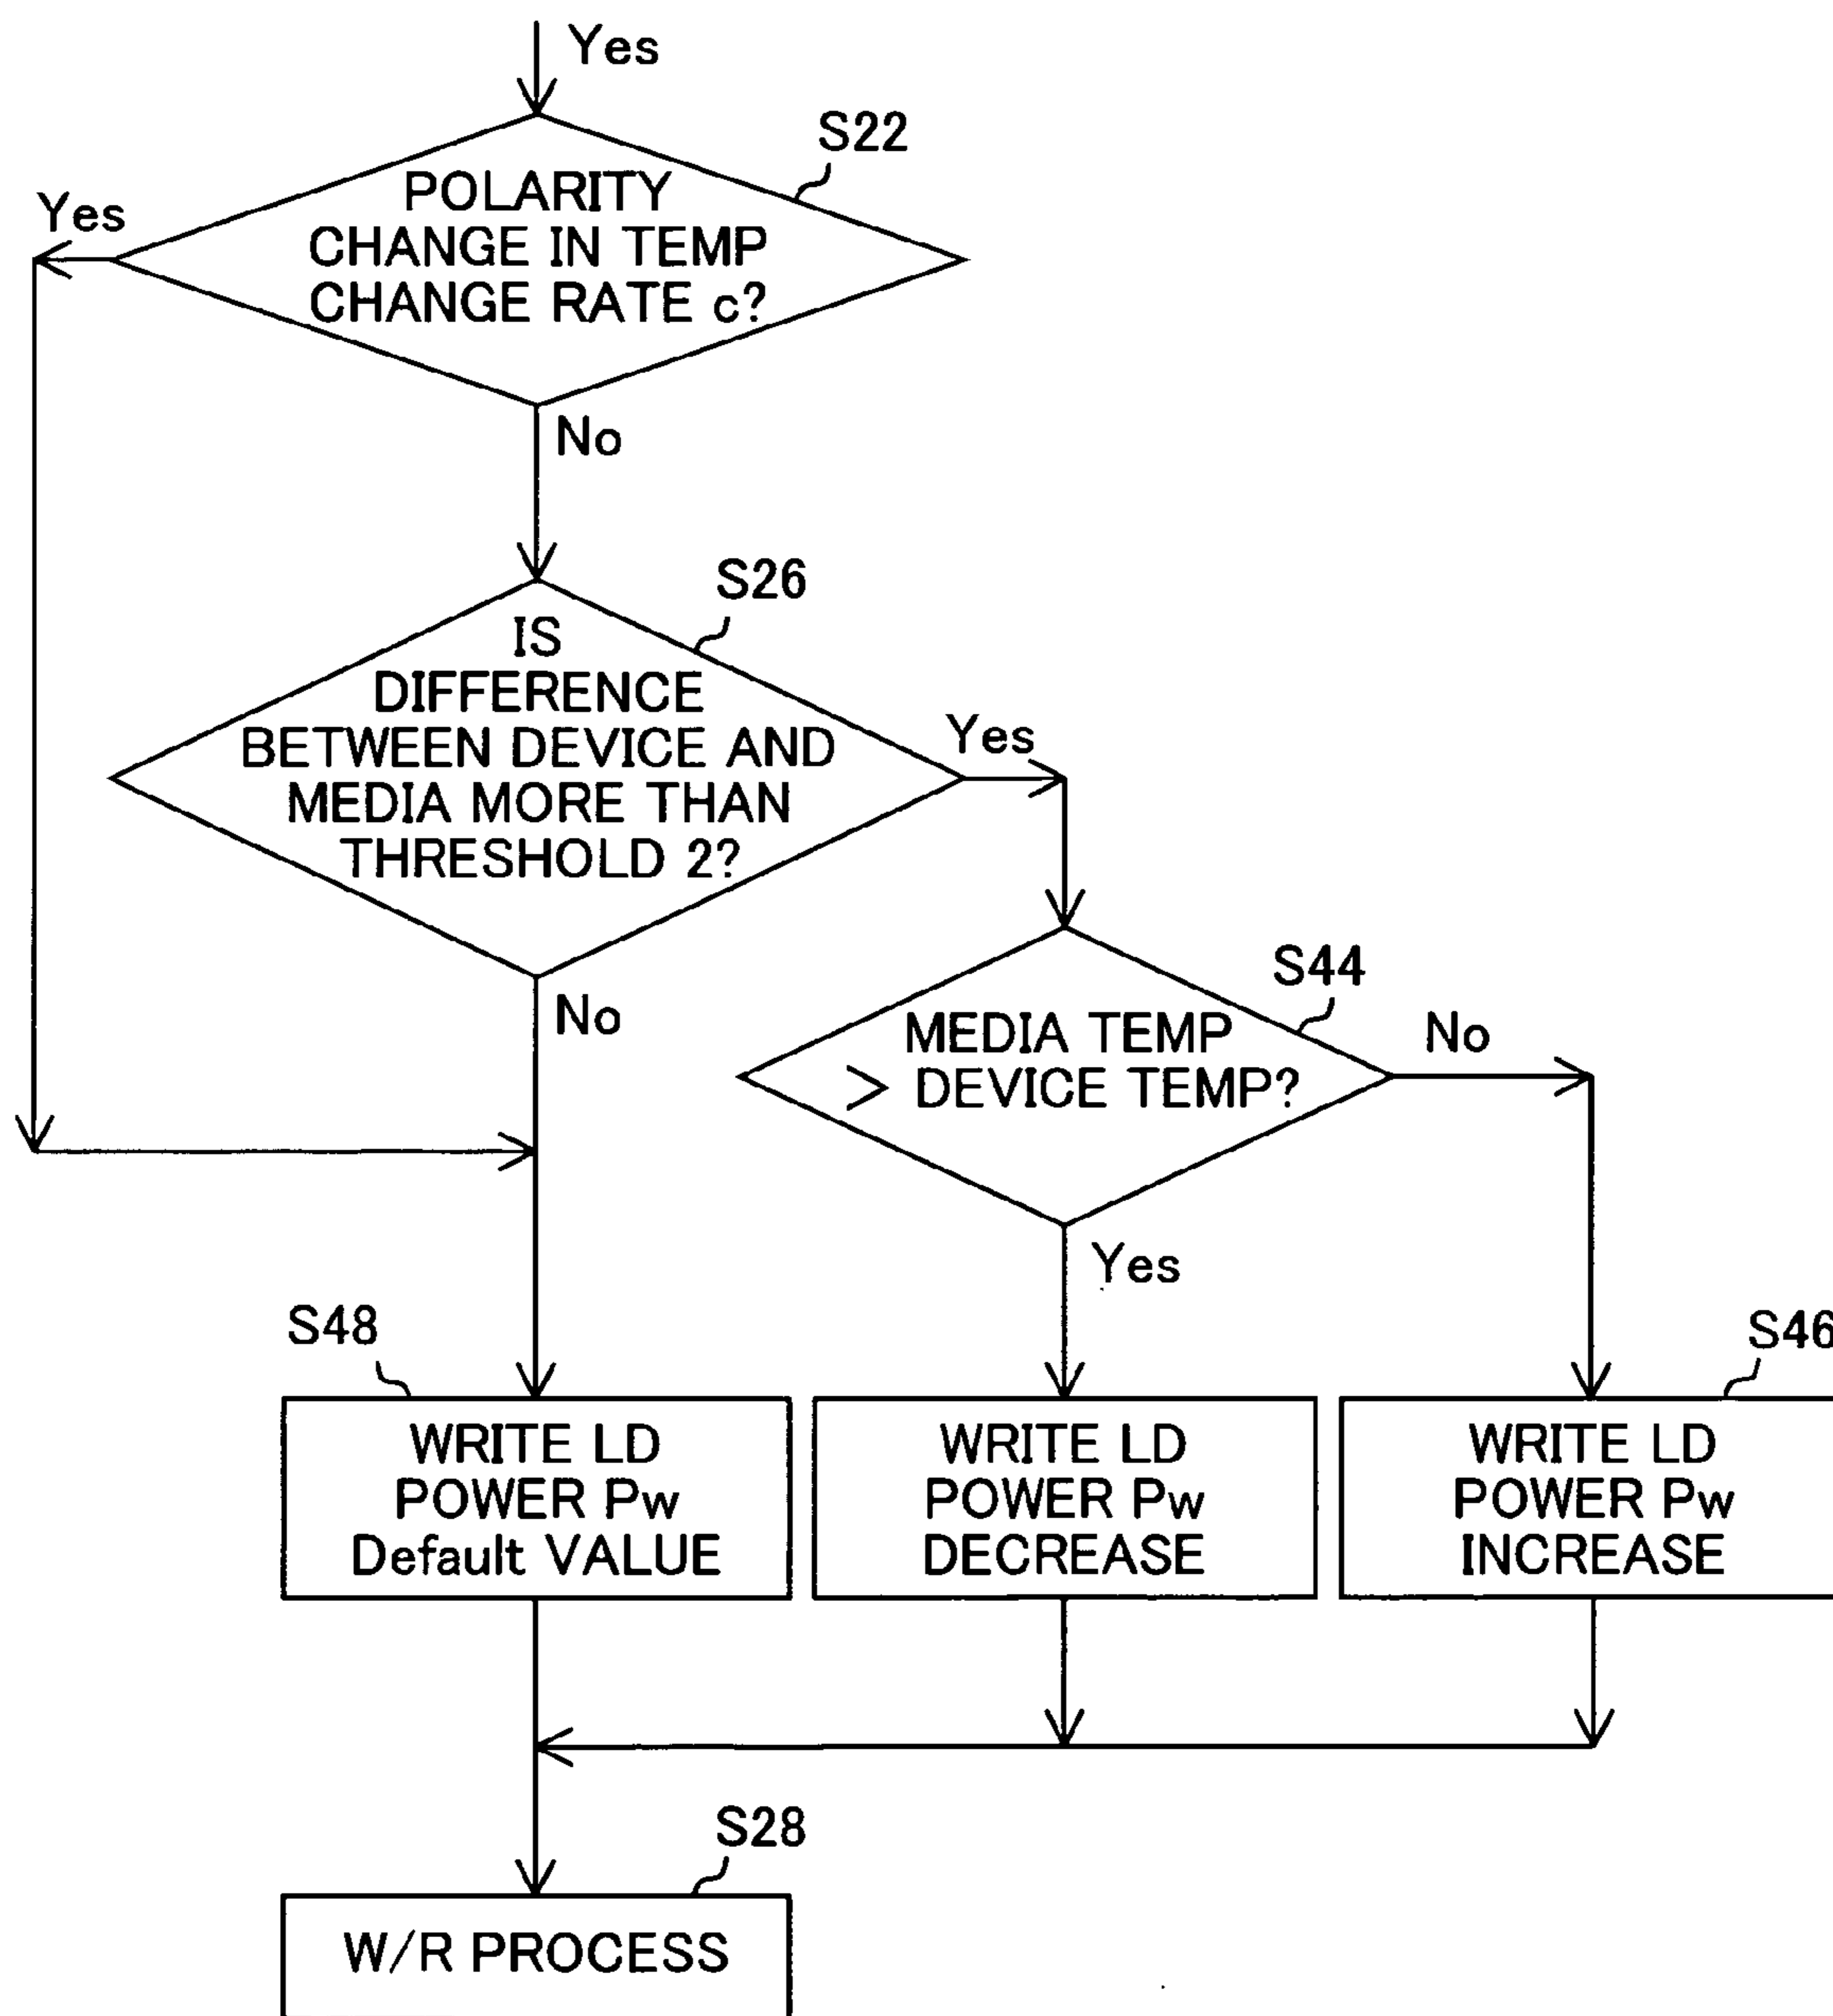 Yes
S22
POLARITY
CHANGE IN TEMP
CHANGE RATE c?
Yes
No
S26
IS
DIFFERENCE
BETWEEN DEVICE AND
MEDIA MORE THAN
THRESHOLD 2?
Yes
No
S44
MEDIA TEMP
> DEVICE TEMP?
No
Yes
S48
WRITE LD
POWER Pw
Default VALUE
WRITE LD
POWER Pw
DECREASE
S46
WRITE LD
POWER Pw
INCREASE
S28
W/R PROCESS